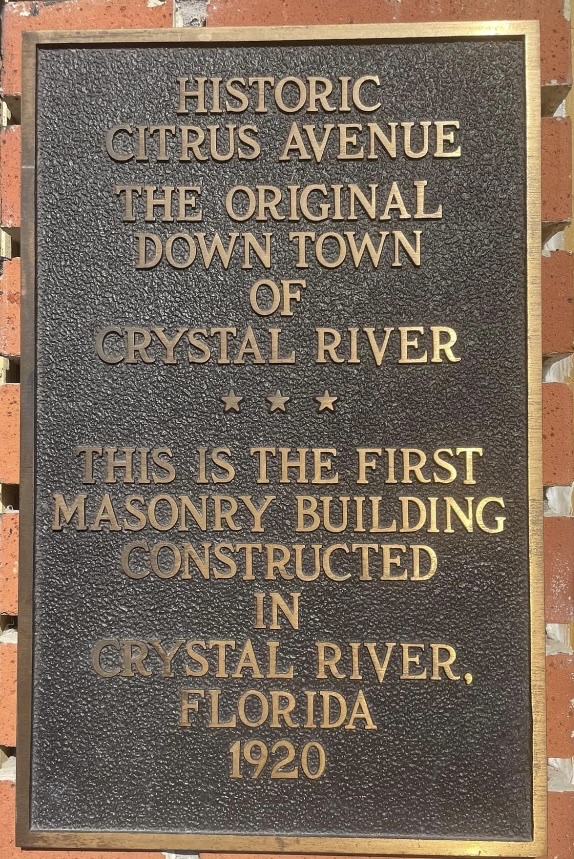 HISTORIC
CITRUS AVENUE
THE ORIGINAL
DOWN TOWN
OF
CRYSTAL RIVER
★ ★ ★
THIS IS THE FIRST
MASONRY BUILDING
CONSTRUCTED
IN
CRYSTAL RIVER,
FLORIDA
1920